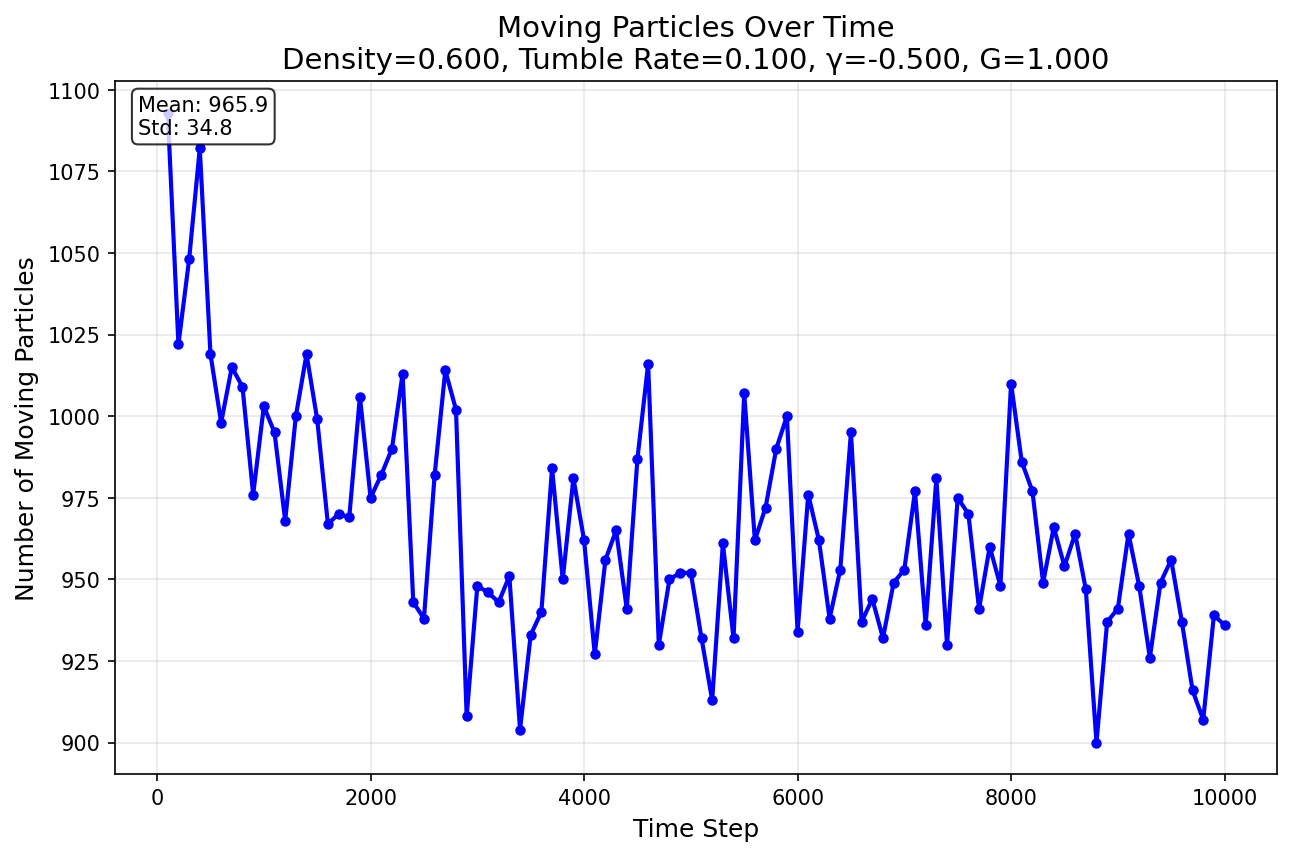 Moving Particles Over Time
Density=0.600, Tumble Rate=0.100, γ=-0.500, G=1.000
Mean: 965.9
Std: 34.8
Number of Moving Particles
1100
1075
1050
1025
1000
975
950
925
900
0 2000 4000 6000 8000 10000
Time Step